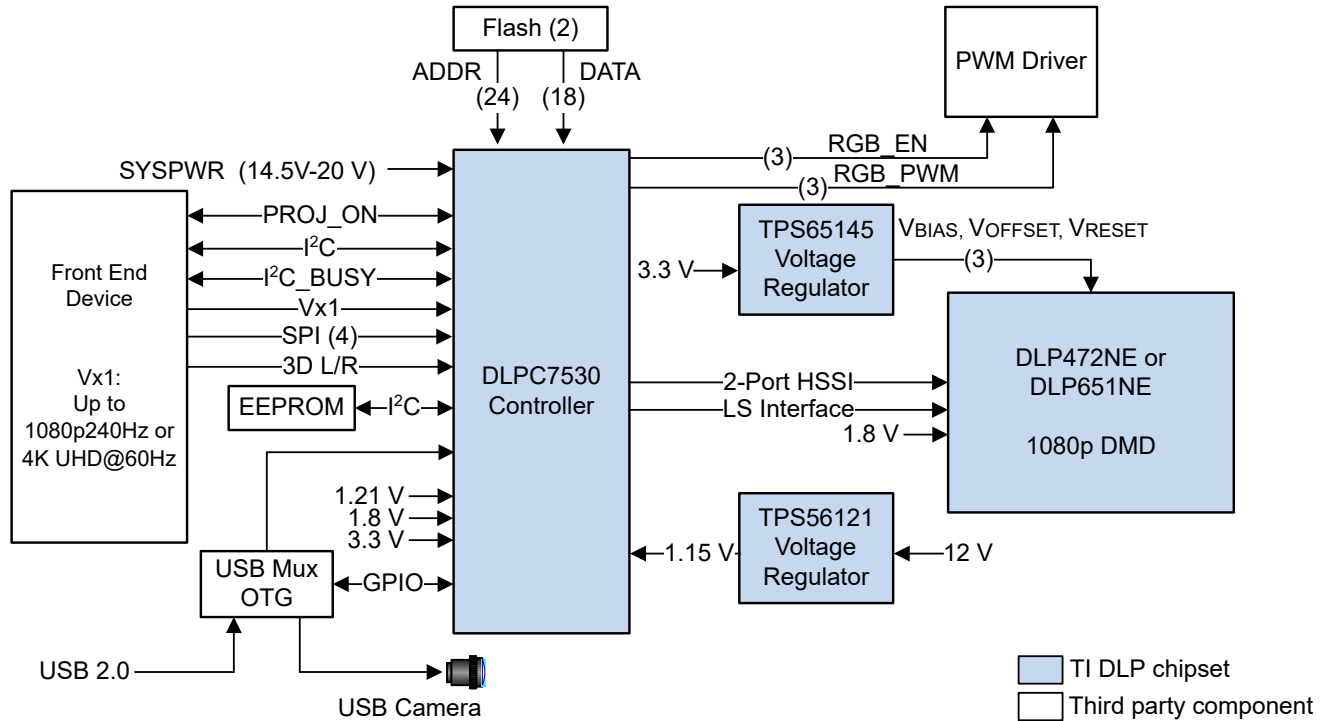 Flash (2)
ADDR
DATA
(24)
(18)
PWM Driver
RGB_EN
(3)
RGB_PWM
(3)
SYSPWR (14.5V-20 V)
Front End
Device
Vx1:
Up to
1080p240Hz or
4K UHD@60Hz
PROJ_ON
I²C
I²C_BUSY
Vx1
SPI (4)
3D L/R
EEPROM
I²C
DLPC7530
Controller
TPS65145
Voltage
Regulator
3.3 V
VBIAS, VOFFSET, VRESET
(3)
2-Port HSSI
LS Interface
1.8 V
DLP472NE or
DLP651NE
1080p DMD
1.21 V
1.8 V
3.3 V
TPS56121
Voltage
Regulator
1.15 V
12 V
USB Mux
OTG
GPIO
USB 2.0
USB Camera
TI DLP chipset
Third party component